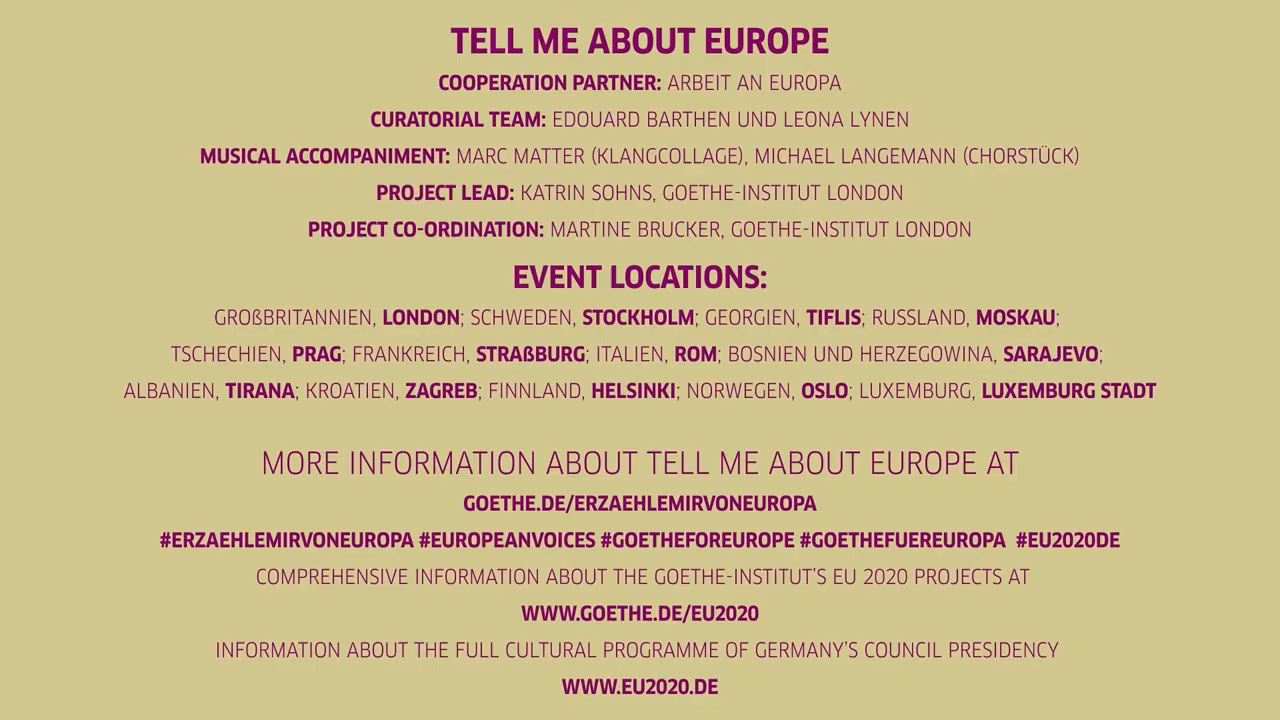 TELL ME ABOUT EUROPE
COOPERATION PARTNER: ARBEIT AN EUROPA
CURATORIAL TEAM: EDOUARD BARTHEN UND LEONA LYNEN
MUSICAL ACCOMPANIMENT: MARC MATTER (KLANGCOLLAGE), MICHAEL LANGEMANN (CHORSTÜCK)
PROJECT LEAD: KATRIN SOHNS, GOETHE-INSTITUT LONDON
PROJECT CO-ORDINATION: MARTINE BRUCKER, GOETHE-INSTITUT LONDON
EVENT LOCATIONS:
GROßBRITANNIEN, LONDON; SCHWEDEN, STOCKHOLM; GEORGIEN, TIFLIS; RUSSLAND, MOSKAU;
TSCHECHIEN, PRAG; FRANKREICH, STRAßBURG; ITALIEN, ROM; BOSNIEN UND HERZEGOWINA, SARAJEVO;
ALBANIEN, TIRANA; KROATIEN, ZAGREB; FINNLAND, HELSINKI; NORWEGEN, OSLO; LUXEMBURG, LUXEMBURG STADT
MORE INFORMATION ABOUT TELL ME ABOUT EUROPE AT
GOETHE.DE/ERZAEHLEMIRVONEUROPA
#ERZAEHLEMIRVONEUROPA #EUROPEANVOICES #GOETHEFOREUROPE #GOETHEFUEREUROPA #EU2020DE
COMPREHENSIVE INFORMATION ABOUT THE GOETHE-INSTITUT'S EU 2020 PROJECTS AT
WWW.GOETHE.DE/EU2020
INFORMATION ABOUT THE FULL CULTURAL PROGRAMME OF GERMANY'S COUNCIL PRESIDENCY
WWW.EU2020.DE